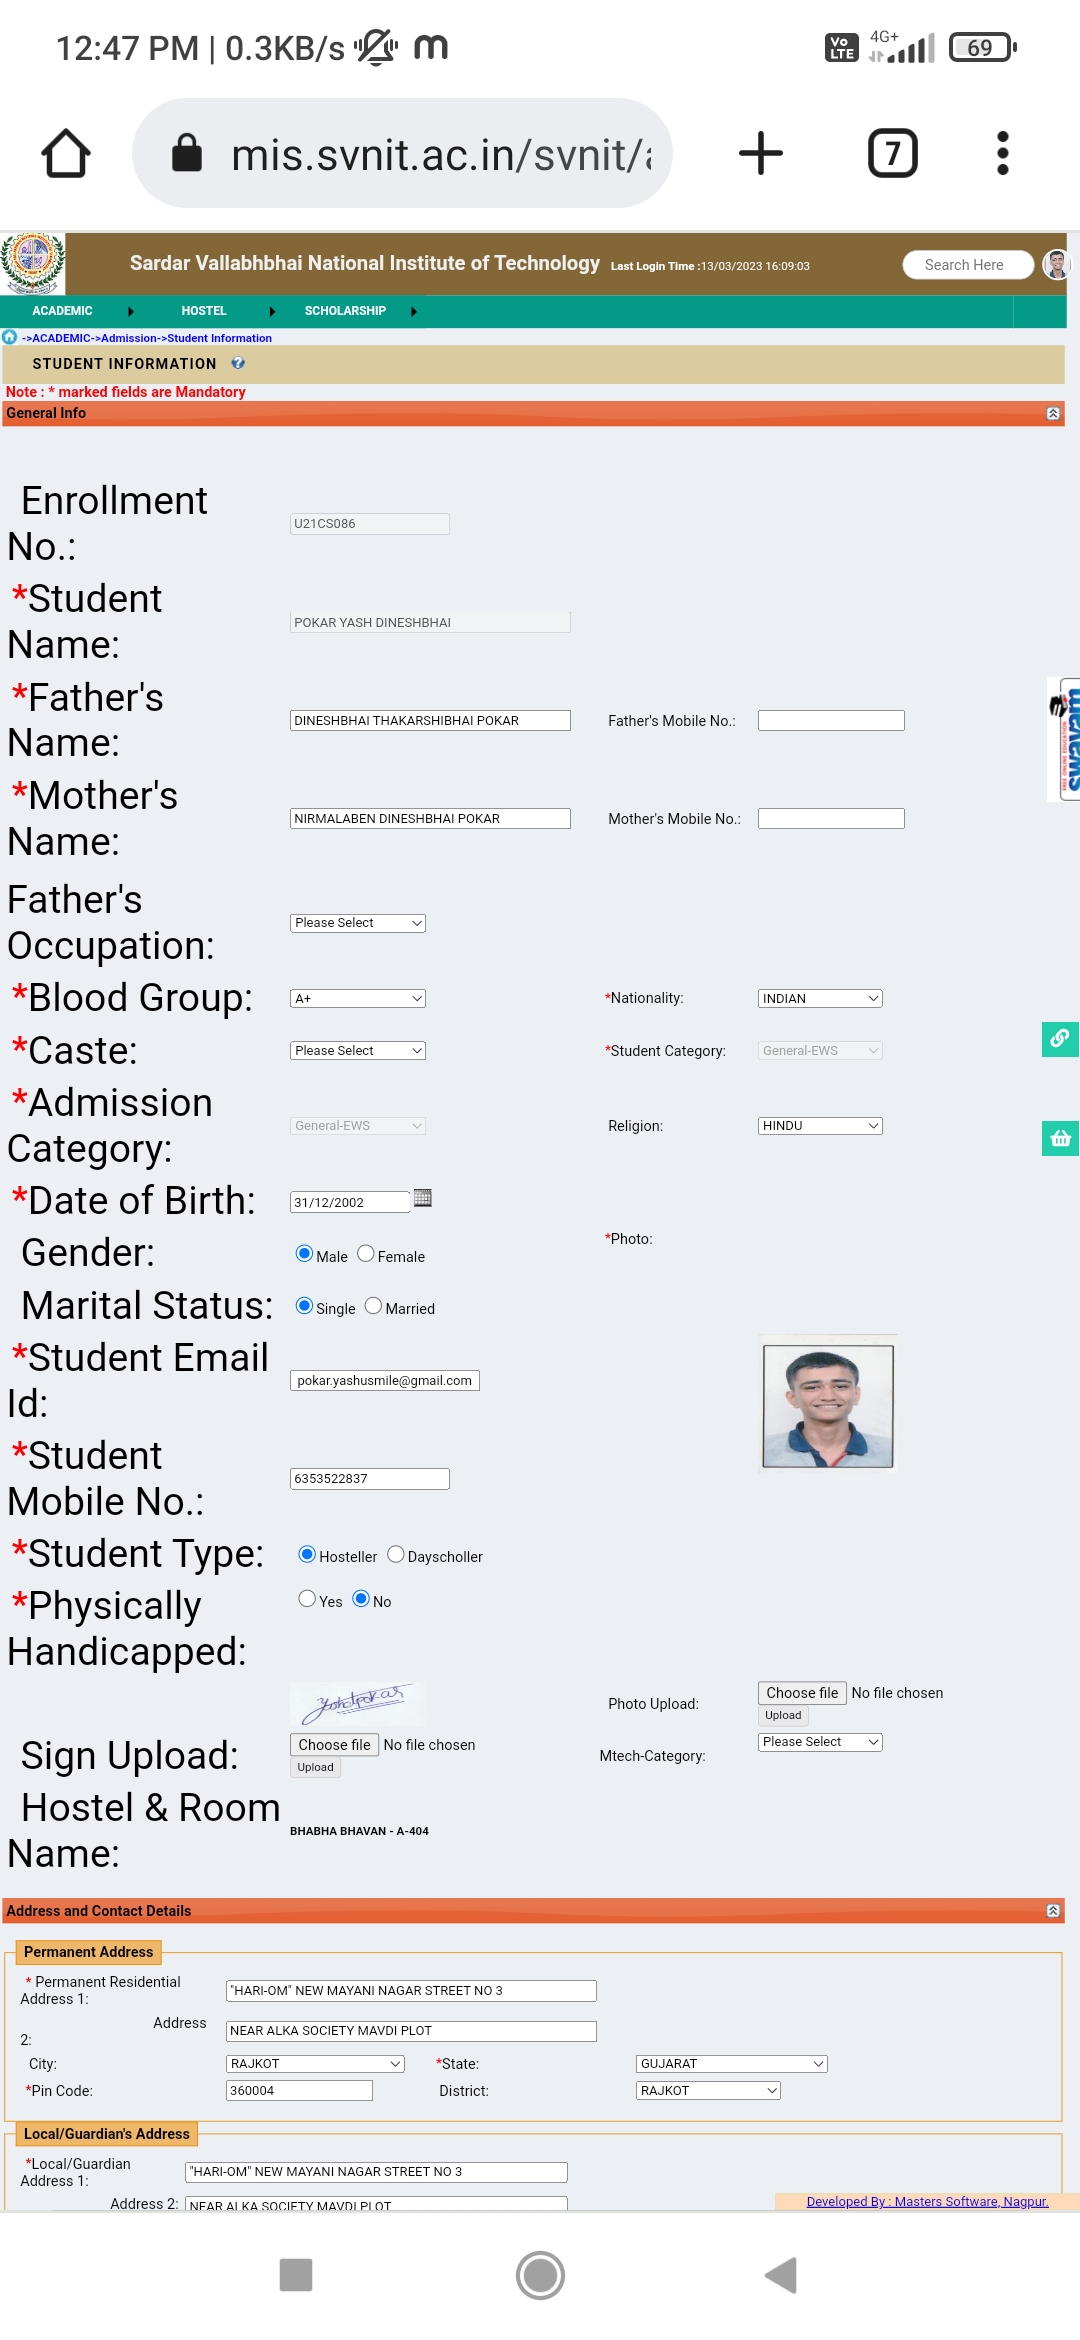 12:47 PM | 0.3KB/s m Vo LTE 4G+ 69
mis.svnit.ac.in/svnit/a 7
Sardar Vallabhbhai National Institute of Technology Last Login Time :13/03/2023 16:09:03 Search Here
ACADEMIC HOSTEL SCHOLARSHIP
->ACADEMIC->Admission->Student Information
STUDENT INFORMATION ?
Note : * marked fields are Mandatory
General Info
Enrollment No.: U21CS086
*Student Name: POKAR YASH DINESHBHAI
*Father's Name: DINESHBHAI THAKARSHIBHAI POKAR Father's Mobile No.:
swayam
FREE ONLINE EDUCATION
*Mother's Name: NIRMALABEN DINESHBHAI POKAR Mother's Mobile No.:
Father's Occupation: Please Select
*Blood Group: A+ *Nationality: INDIAN
*Caste: Please Select *Student Category: General-EWS
*Admission Category: General-EWS Religion: HINDU
*Date of Birth: 31/12/2002
*Photo:
Gender: Male Female
Marital Status: Single Married
*Student Email Id: pokar.yashusmile@gmail.com
*Student Mobile No.: 6353522837
*Student Type: Hosteller Dayscholler
*Physically Handicapped: Yes No
Photo Upload: Choose file No file chosen
Upload
Sign Upload: Choose file No file chosen
Upload
Mtech-Category: Please Select
Hostel & Room Name: BHABHA BHAVAN - A-404
Address and Contact Details
Permanent Address
* Permanent Residential Address 1: "HARI-OM" NEW MAYANI NAGAR STREET NO 3
Address 2: NEAR ALKA SOCIETY MAVDI PLOT
City: RAJKOT *State: GUJARAT
*Pin Code: 360004 District: RAJKOT
Local/Guardian's Address
*Local/Guardian Address 1: "HARI-OM" NEW MAYANI NAGAR STREET NO 3
Address 2: NEAR ALKA SOCIETY MAVDI PLOT
Developed By : Masters Software, Nagpur.